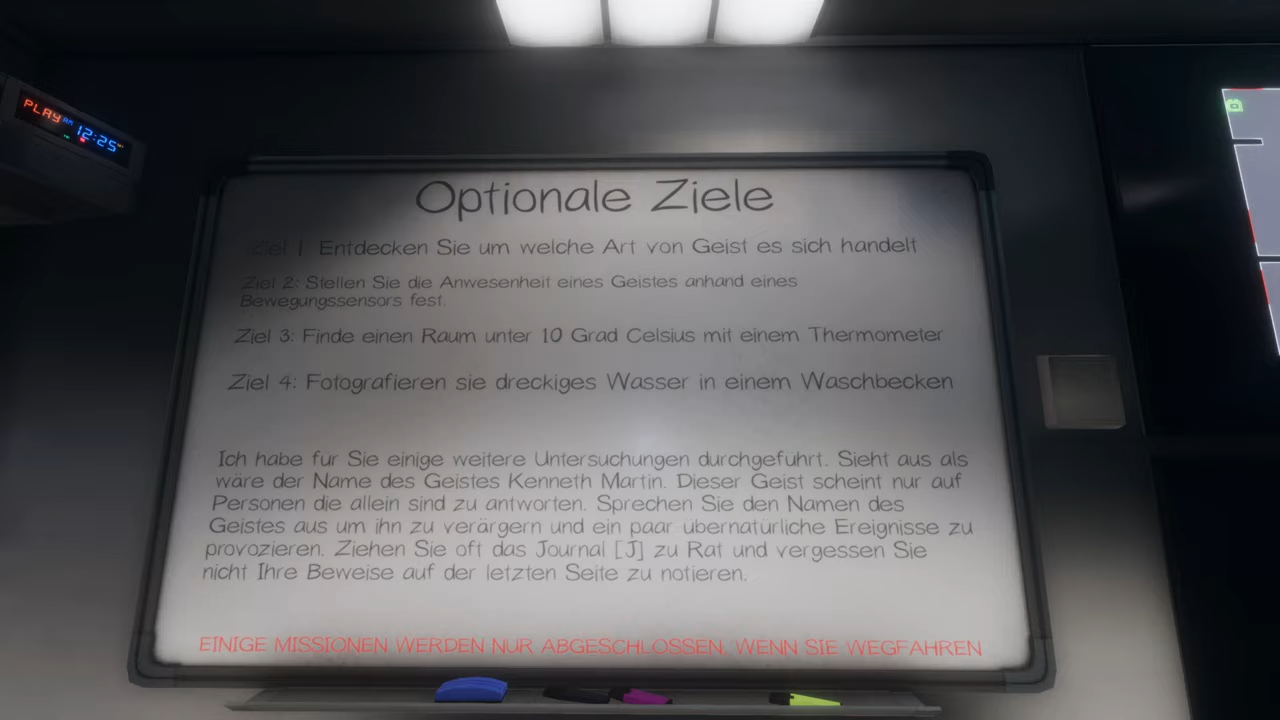 PLAY AM 12:25
Optionale Ziele
Ziel 1 Entdecken Sie um welche Art von Geist es sich handelt
Ziel 2: Stellen Sie die Anwesenheit eines Geistes anhand eines
Bewegungssensors fest.
Ziel 3: Finde einen Raum unter 10 Grad Celsius mit einem Thermometer
Ziel 4: Fotografieren sie dreckiges Wasser in einem Waschbecken
Ich habe fur Sie einige weitere Untersuchungen durchgefuhrt. Sieht aus als
wäre der Name des Geistes Kenneth Martin. Dieser Geist scheint nur auf
Personen die allein sind zu antworten. Sprechen Sie den Namen des
Geistes aus um ihn zu verärgern und ein paar ubernaturliche Ereignisse zu
provozieren. Ziehen Sie oft das Journal [J] zu Rat und vergessen Sie
nicht Ihre Beweise auf der letzten Seite zu notieren.
EINIGE MISSIONEN WERDEN NUR ABGESCHLOSSEN, WENN SIE WEGFAHREN